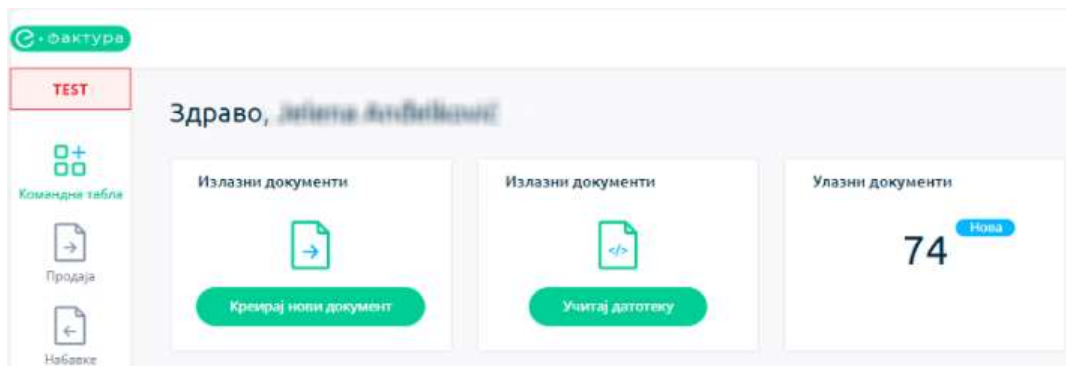 е·фактура
TEST
Здраво,
Командна табла
Продаја
Набавке
Излазни документи
Креирај нови документ
Излазни документи
</>
Учитај датотеку
Улазни документи
74
Нова